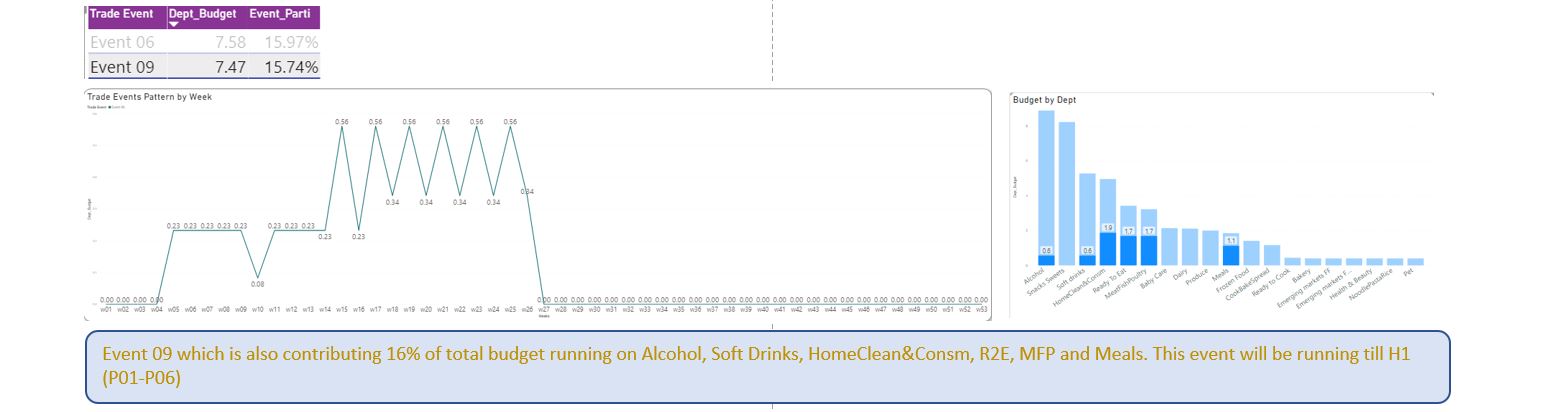 Trade Event Dept_Budget Event_Parti
Event 06 7.58 15.97%
Event 09 7.47 15.74%
Trade Events Pattern by Week
Trade Event
0.56 0.56 0.56 0.56 0.56 0.56
0.34 0.34 0.34 0.34 0.34
0.23 0.23 0.23 0.23 0.23 0.23 0.23 0.23 0.23 0.23
0.08
0.00 0.00 0.00 0.00 0.00 0.00 0.00 0.00 0.00 0.00 0.00 0.00 0.00 0.00 0.00 0.00 0.00 0.00 0.00 0.00 0.00 0.00 0.00 0.00 0.00 0.00 0.00 0.00 0.00 0.00 0.00
w01 w02 w03 w04 w05 w06 w07 w08 w09 w10 w11 w12 w13 w14 w15 w16 w17 w18 w19 w20 w21 w22 w23 w24 w25 w26 w27 w28 w29 w30 w31 w32 w33 w34 w35 w36 w37 w38 w39 w40 w41 w42 w43 w44 w45 w46 w47 w48 w49 w50 w51 w52 w53
Budget by Dept
Dept_Budget
0.6 0.6 1.9 1.7 1.7 1.1
Alcohol
Snacks Sweets
Soft drinks
HomeClean&Consm
Ready To Eat
MeatFishPoultry
Baby Care
Dairy
Produce
Meals
Frozen Food
CookBakeSpread
Ready to Cook
Bakery
Emerging markets FF
Emerging markets F...
Health & Beauty
NoodlePastaRice
Pet
Event 09 which is also contributing 16% of total budget running on Alcohol, Soft Drinks, HomeClean&Consm, R2E, MFP and Meals. This event will be running till H1
(P01-P06)